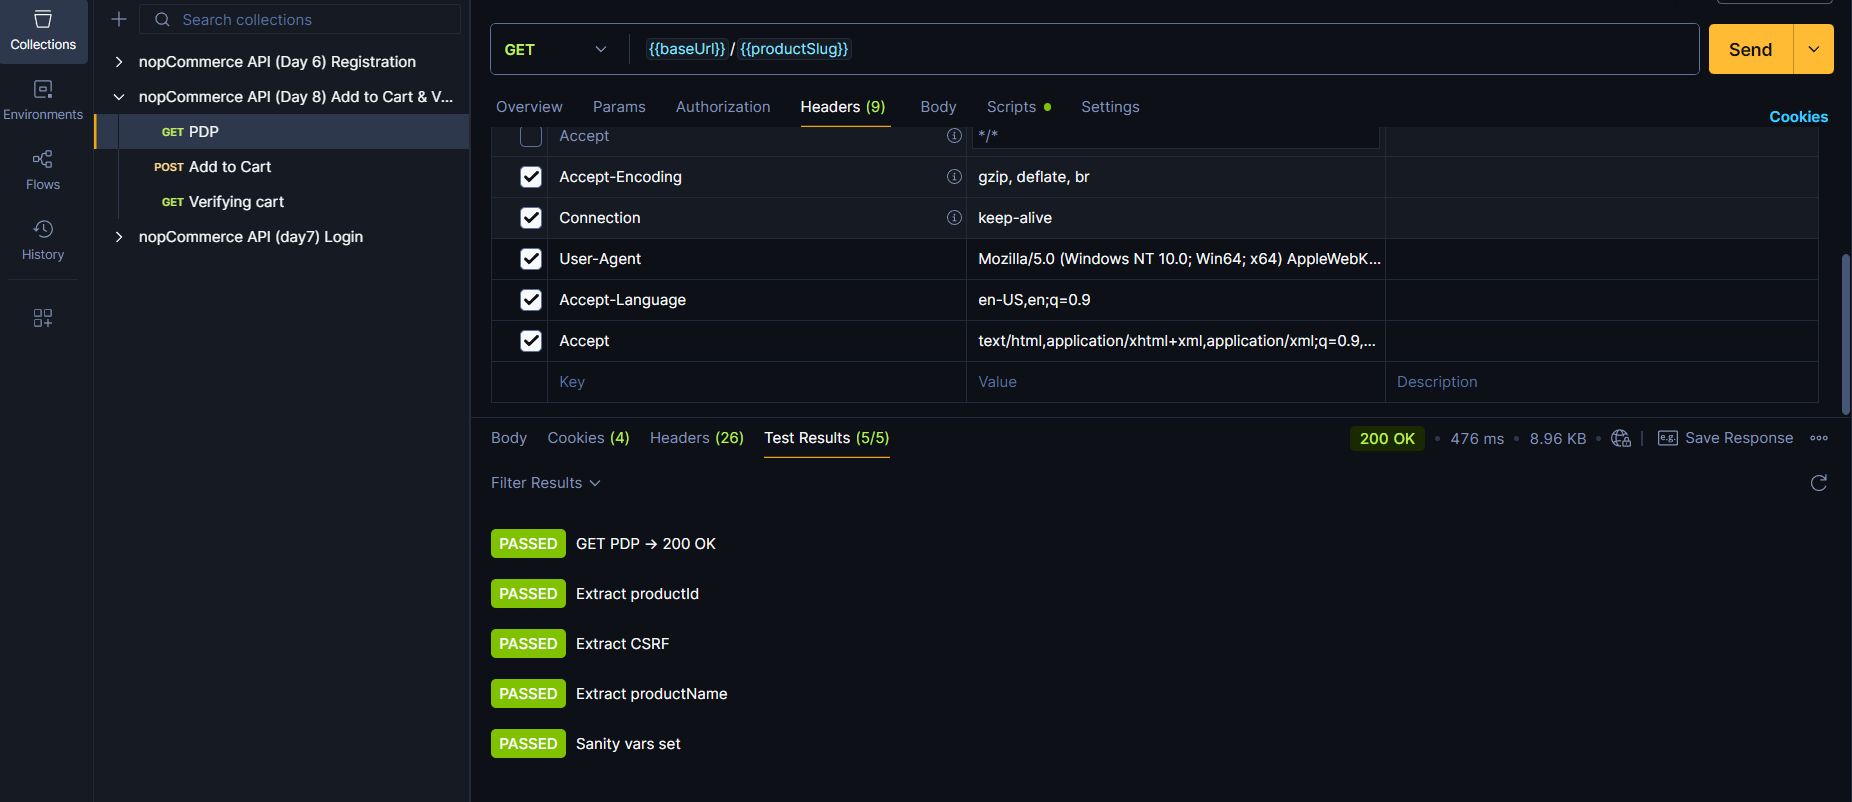 Collections
Environments
Flows
History
Search collections
nopCommerce API (Day 6) Registration
nopCommerce API (Day 8) Add to Cart & V...
GET PDP
POST Add to Cart
GET Verifying cart
nopCommerce API (day7) Login
GET {{baseUrl}}/{{productSlug}} Send
Overview Params Authorization Headers (9) Body Scripts Settings Cookies
Accept */*
Accept-Encoding gzip, deflate, br
Connection keep-alive
User-Agent Mozilla/5.0 (Windows NT 10.0; Win64; x64) AppleWebK...
Accept-Language en-US,en;q=0.9
Accept text/html,application/xhtml+xml,application/xml;q=0.9,...
Key Value Description
Body Cookies (4) Headers (26) Test Results (5/5) 200 OK • 476 ms • 8.96 KB • e.g. Save Response
Filter Results
PASSED GET PDP → 200 OK
PASSED Extract productId
PASSED Extract CSRF
PASSED Extract productName
PASSED Sanity vars set